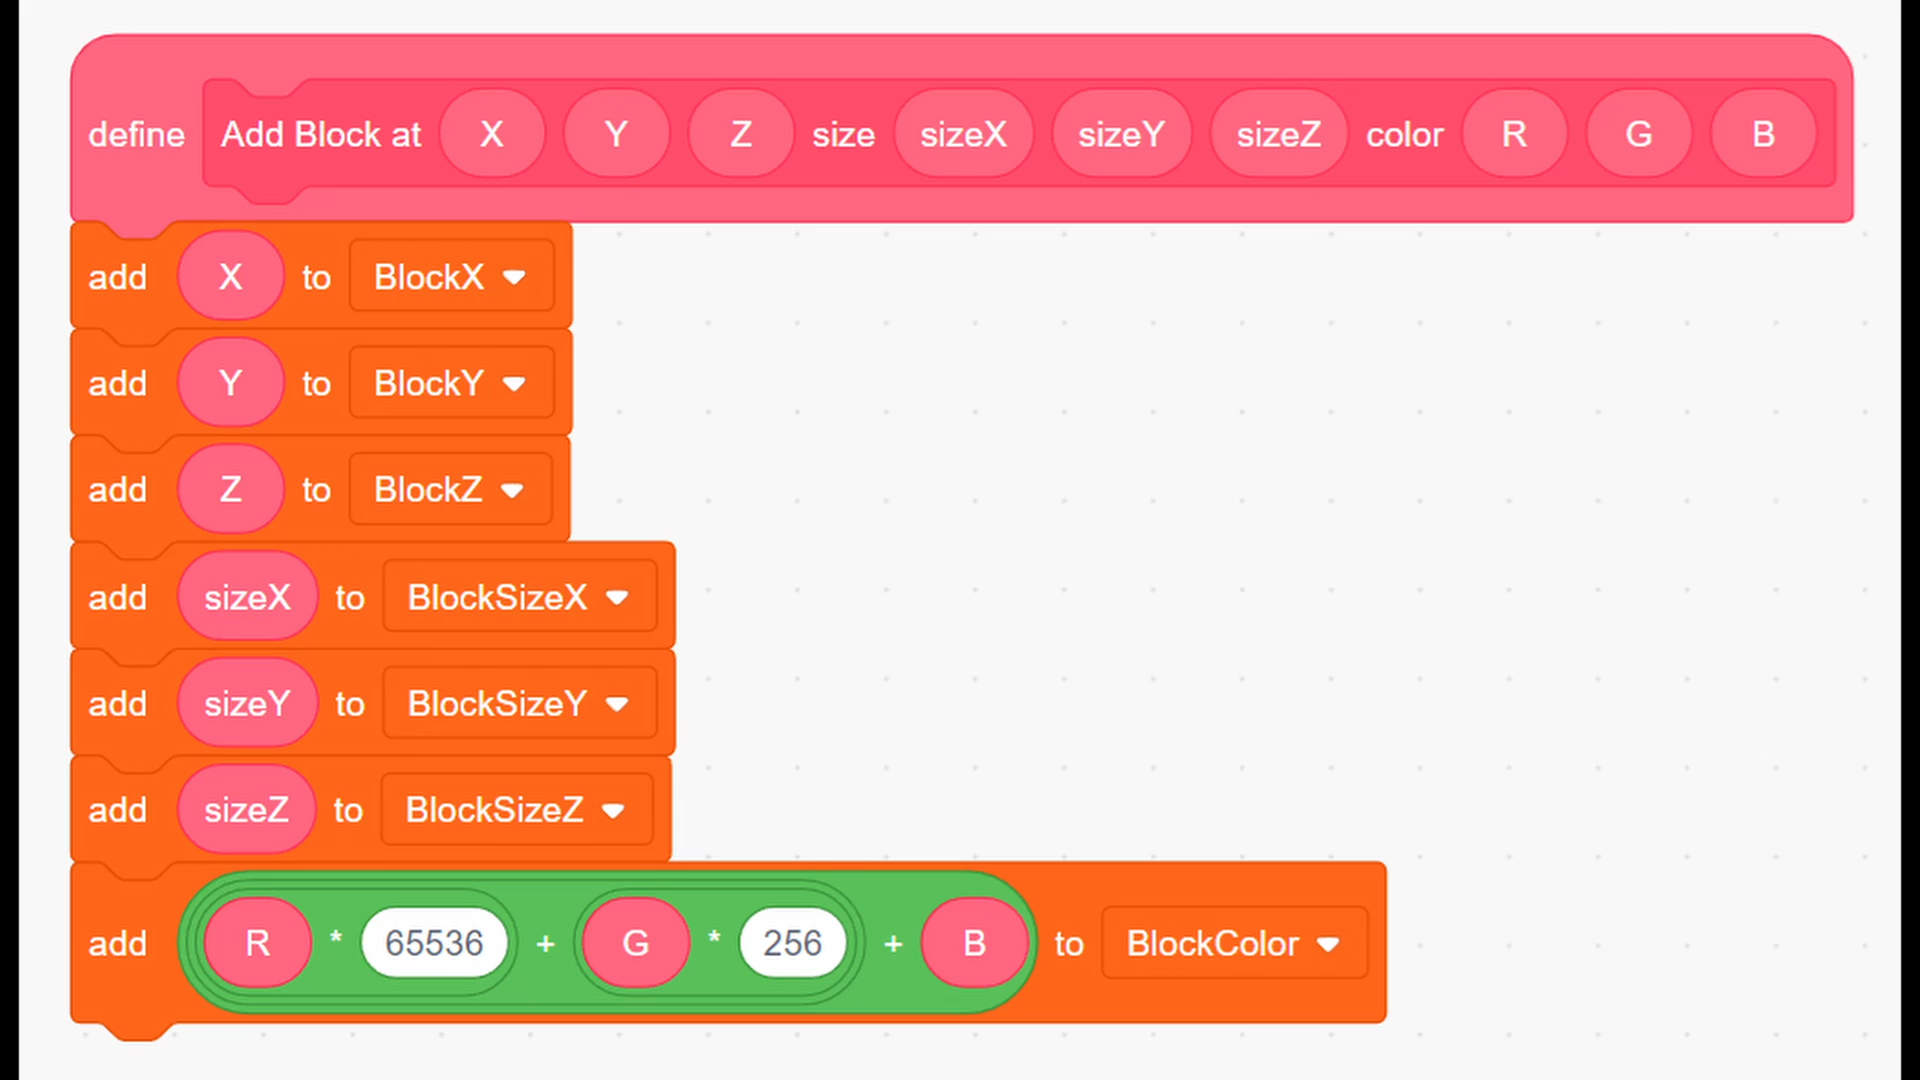 define Add Block at X Y Z size sizeX sizeY sizeZ color R G B
add X to BlockX
add Y to BlockY
add Z to BlockZ
add sizeX to BlockSizeX
add sizeY to BlockSizeY
add sizeZ to BlockSizeZ
add R * 65536 + G * 256 + B to BlockColor